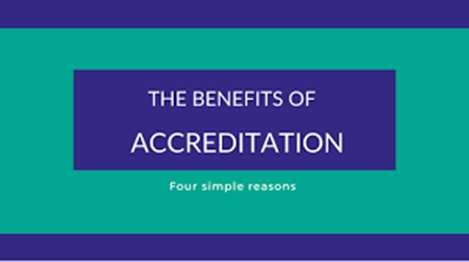 THE BENEFITS OF
ACCREDITATION
Four simple reasons